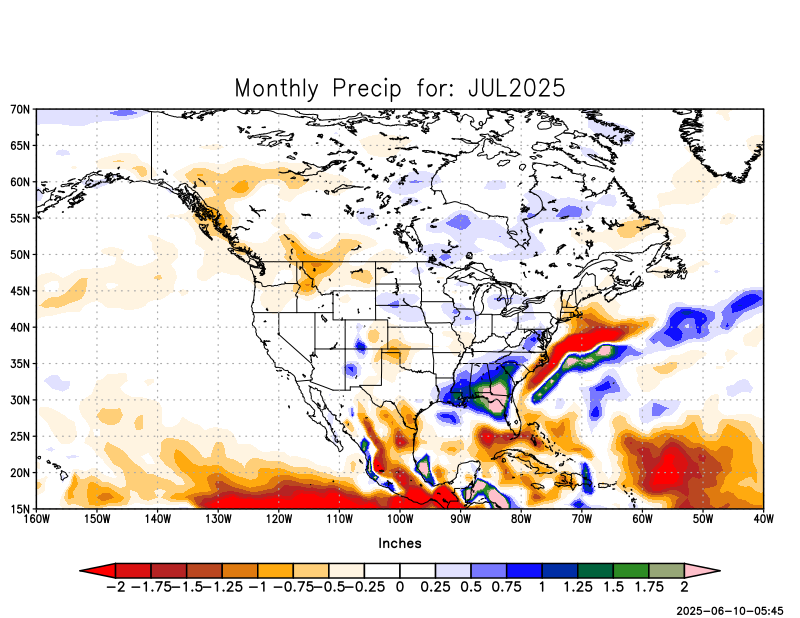 Monthly Precip for: JUL2025
70N
65N
60N
55N
50N
45N
40N
35N
30N
25N
20N
15N
160W 150W 140W 130W 120W 110W 100W 90W 80W 70W 60W 50W 40W
Inches
-2 -1.75 -1.5 -1.25 -1 -0.75 -0.5 -0.25 0 0.25 0.5 0.75 1 1.25 1.5 1.75 2
2025-06-10-05:45